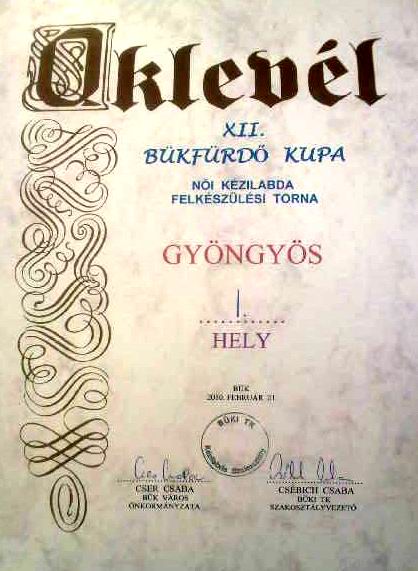 Oklevél
XII.
BÜKFÜRDŐ KUPA
NŐI KÉZILABDA
FELKÉSZÜLÉSI TORNA
GYÖNGYÖS
I.
HELY
BÜK
2010. FEBRUÁR 21
BÜKI TK
CSER CSABA
BÜK VÁROS
ÖNKORMÁNYZATA
CSÉBICH CSABA
BÜKI TK
SZAKOSZTÁLYVEZETŐ